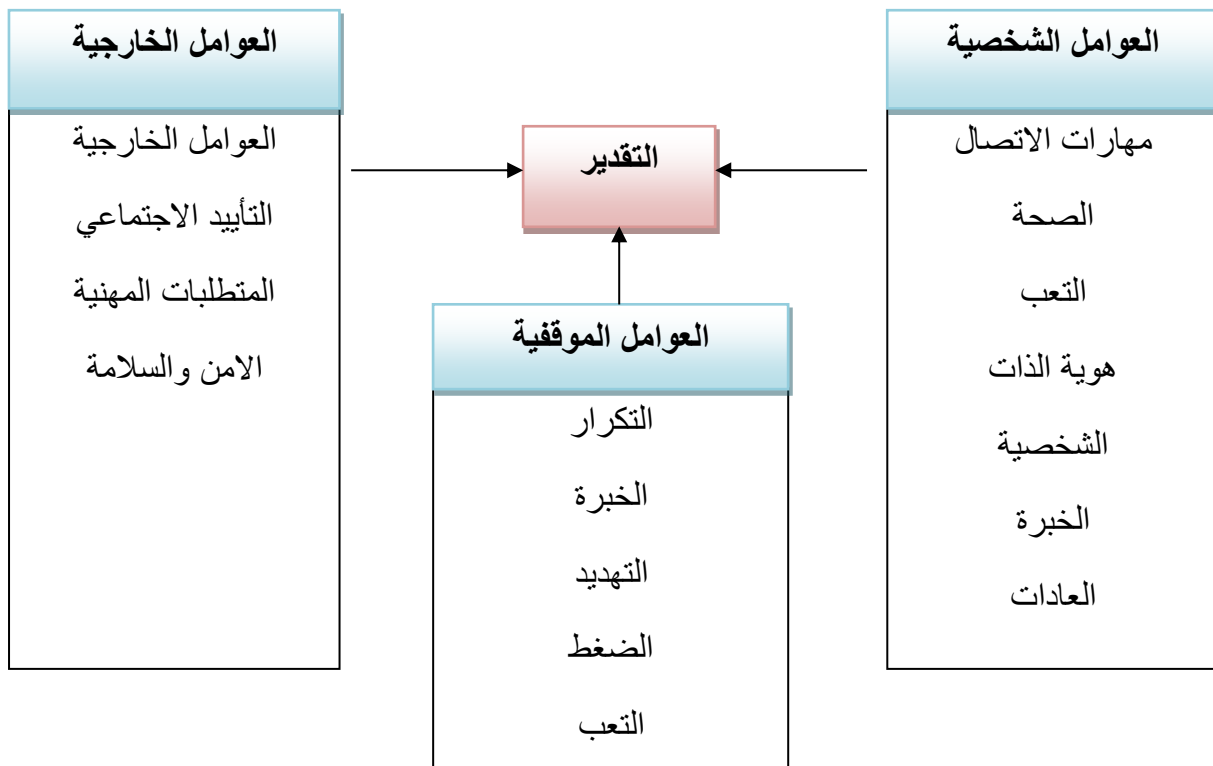 العوامل الشخصية
مهارات الاتصال
الصحة
التعب
هوية الذات
الشخصية
الخبرة
العادات
التقدير
العوامل الخارجية
العوامل الخارجية
التأييد الاجتماعي
المتطلبات المهنية
الامن والسلامة
العوامل الموقفية
التكرار
الخبرة
التهديد
الضغط
التعب